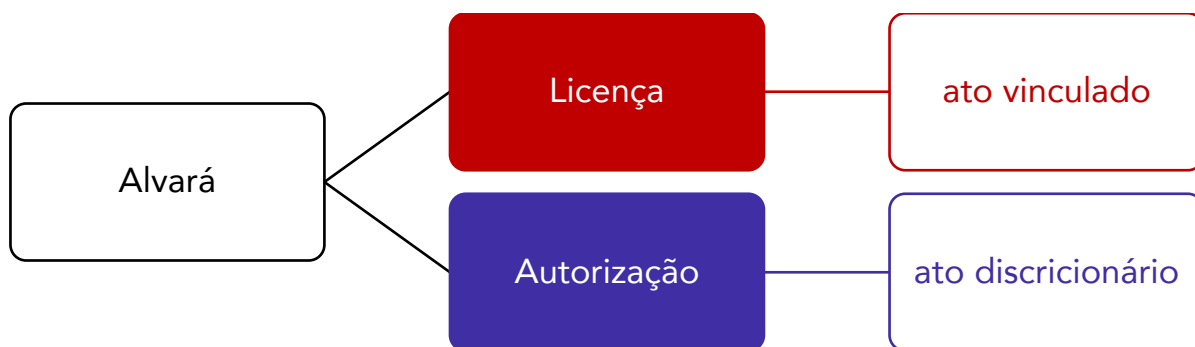 Alvará
Licença
ato vinculado
Autorização
ato discricionário